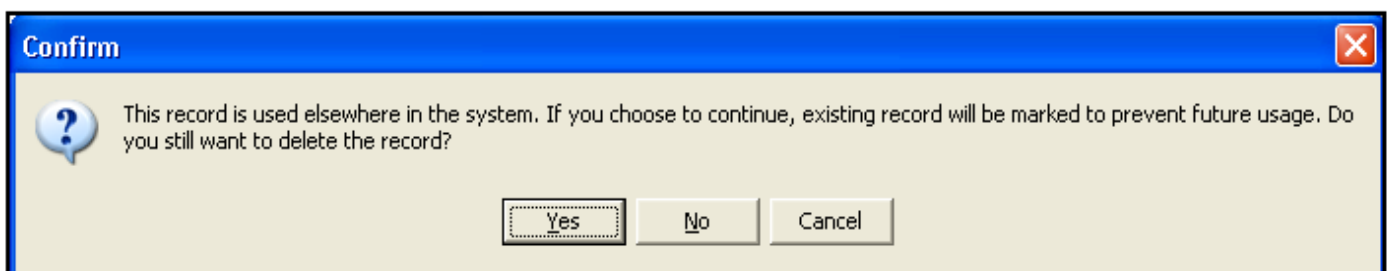 Confirm
This record is used elsewhere in the system. If you choose to continue, existing record will be marked to prevent future usage. Do
you still want to delete the record?
Yes No Cancel